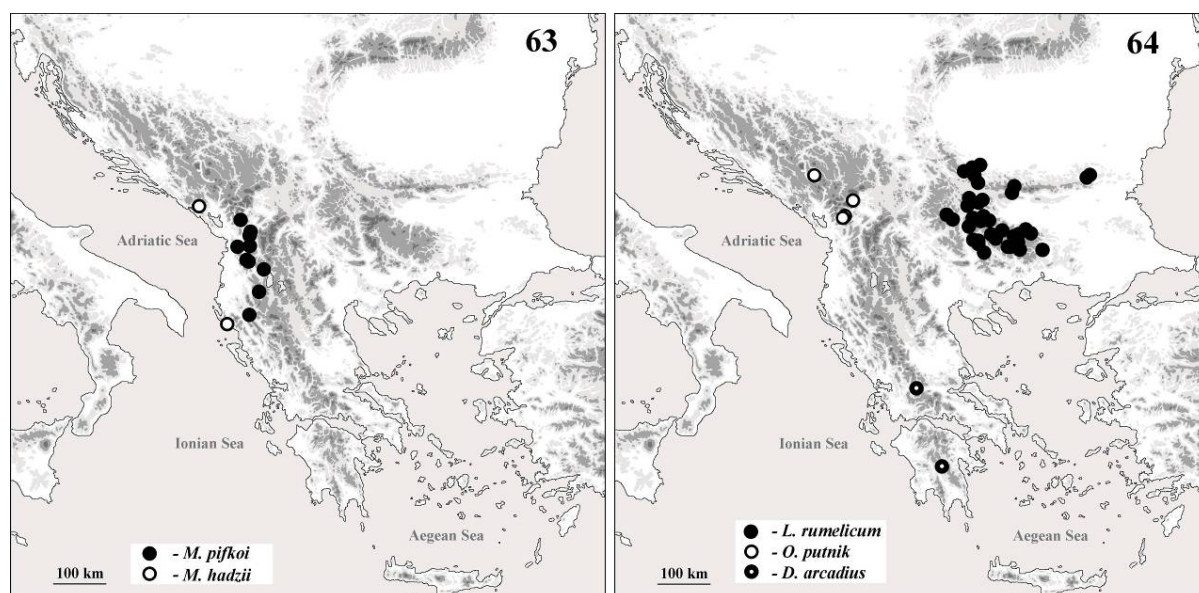 63
Adriatic Sea
Ionian Sea
Aegean Sea
- M. pifkoi
- M. hadzii
100 km
64
Adriatic Sea
Ionian Sea
Aegean Sea
- L. rumelicum
- O. putnik
- D. arcadius
100 km